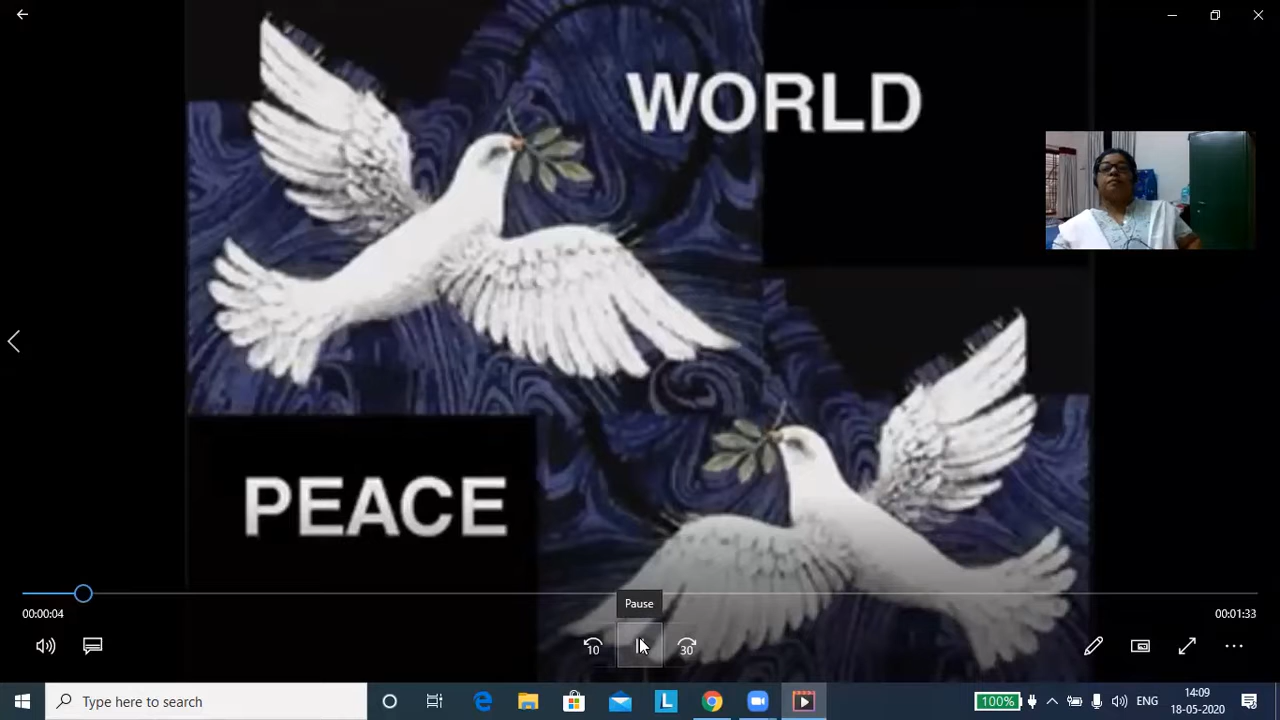 WORLD
PEACE
Pause
00:00:04
00:01:33
10
30
Type here to search
L
100%
ENG
14:09
18-05-2020